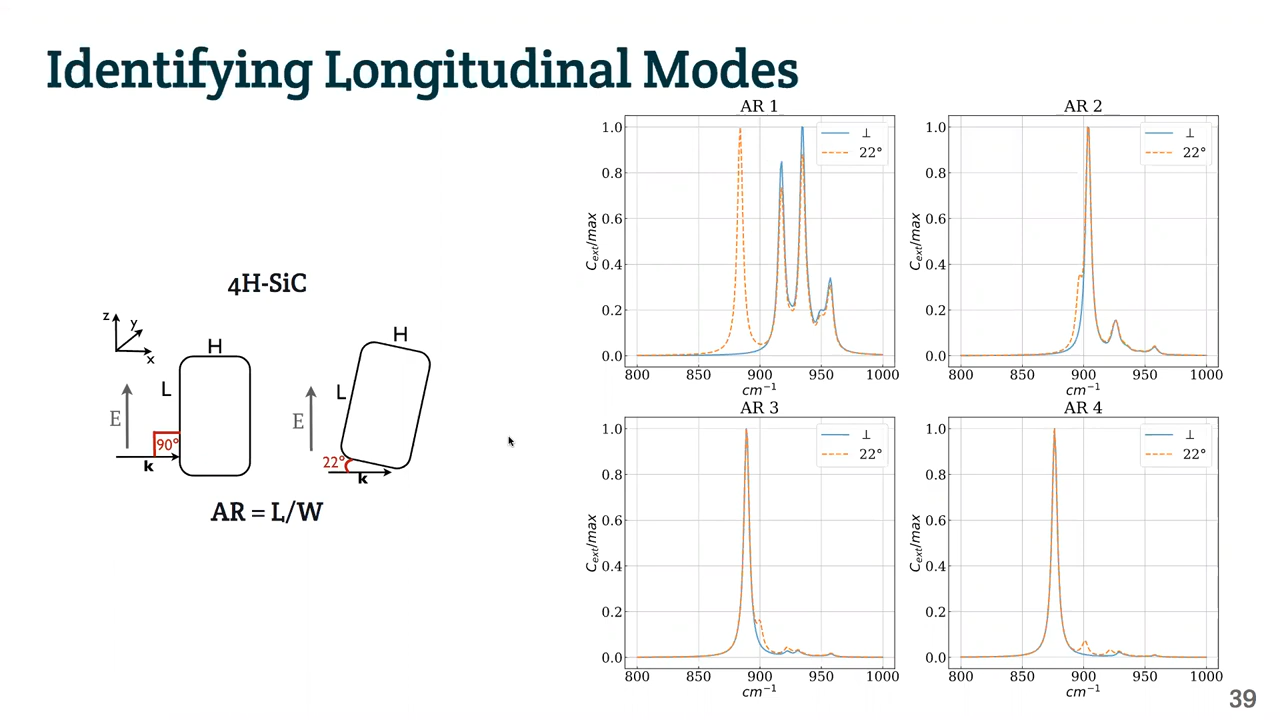 Identifying Longitudinal Modes
4H-SiC
z
y
x
H
L
E
90°
k
H
L
E
22°
k
AR = L/W
AR 1
⊥
22°
C_ext/max
1.0
0.8
0.6
0.4
0.2
0.0
800 850 900 950 1000
cm⁻¹
AR 2
⊥
22°
C_ext/max
1.0
0.8
0.6
0.4
0.2
0.0
800 850 900 950 1000
cm⁻¹
AR 3
⊥
22°
C_ext/max
1.0
0.8
0.6
0.4
0.2
0.0
800 850 900 950 1000
cm⁻¹
AR 4
⊥
22°
C_ext/max
1.0
0.8
0.6
0.4
0.2
0.0
800 850 900 950 1000
cm⁻¹
39